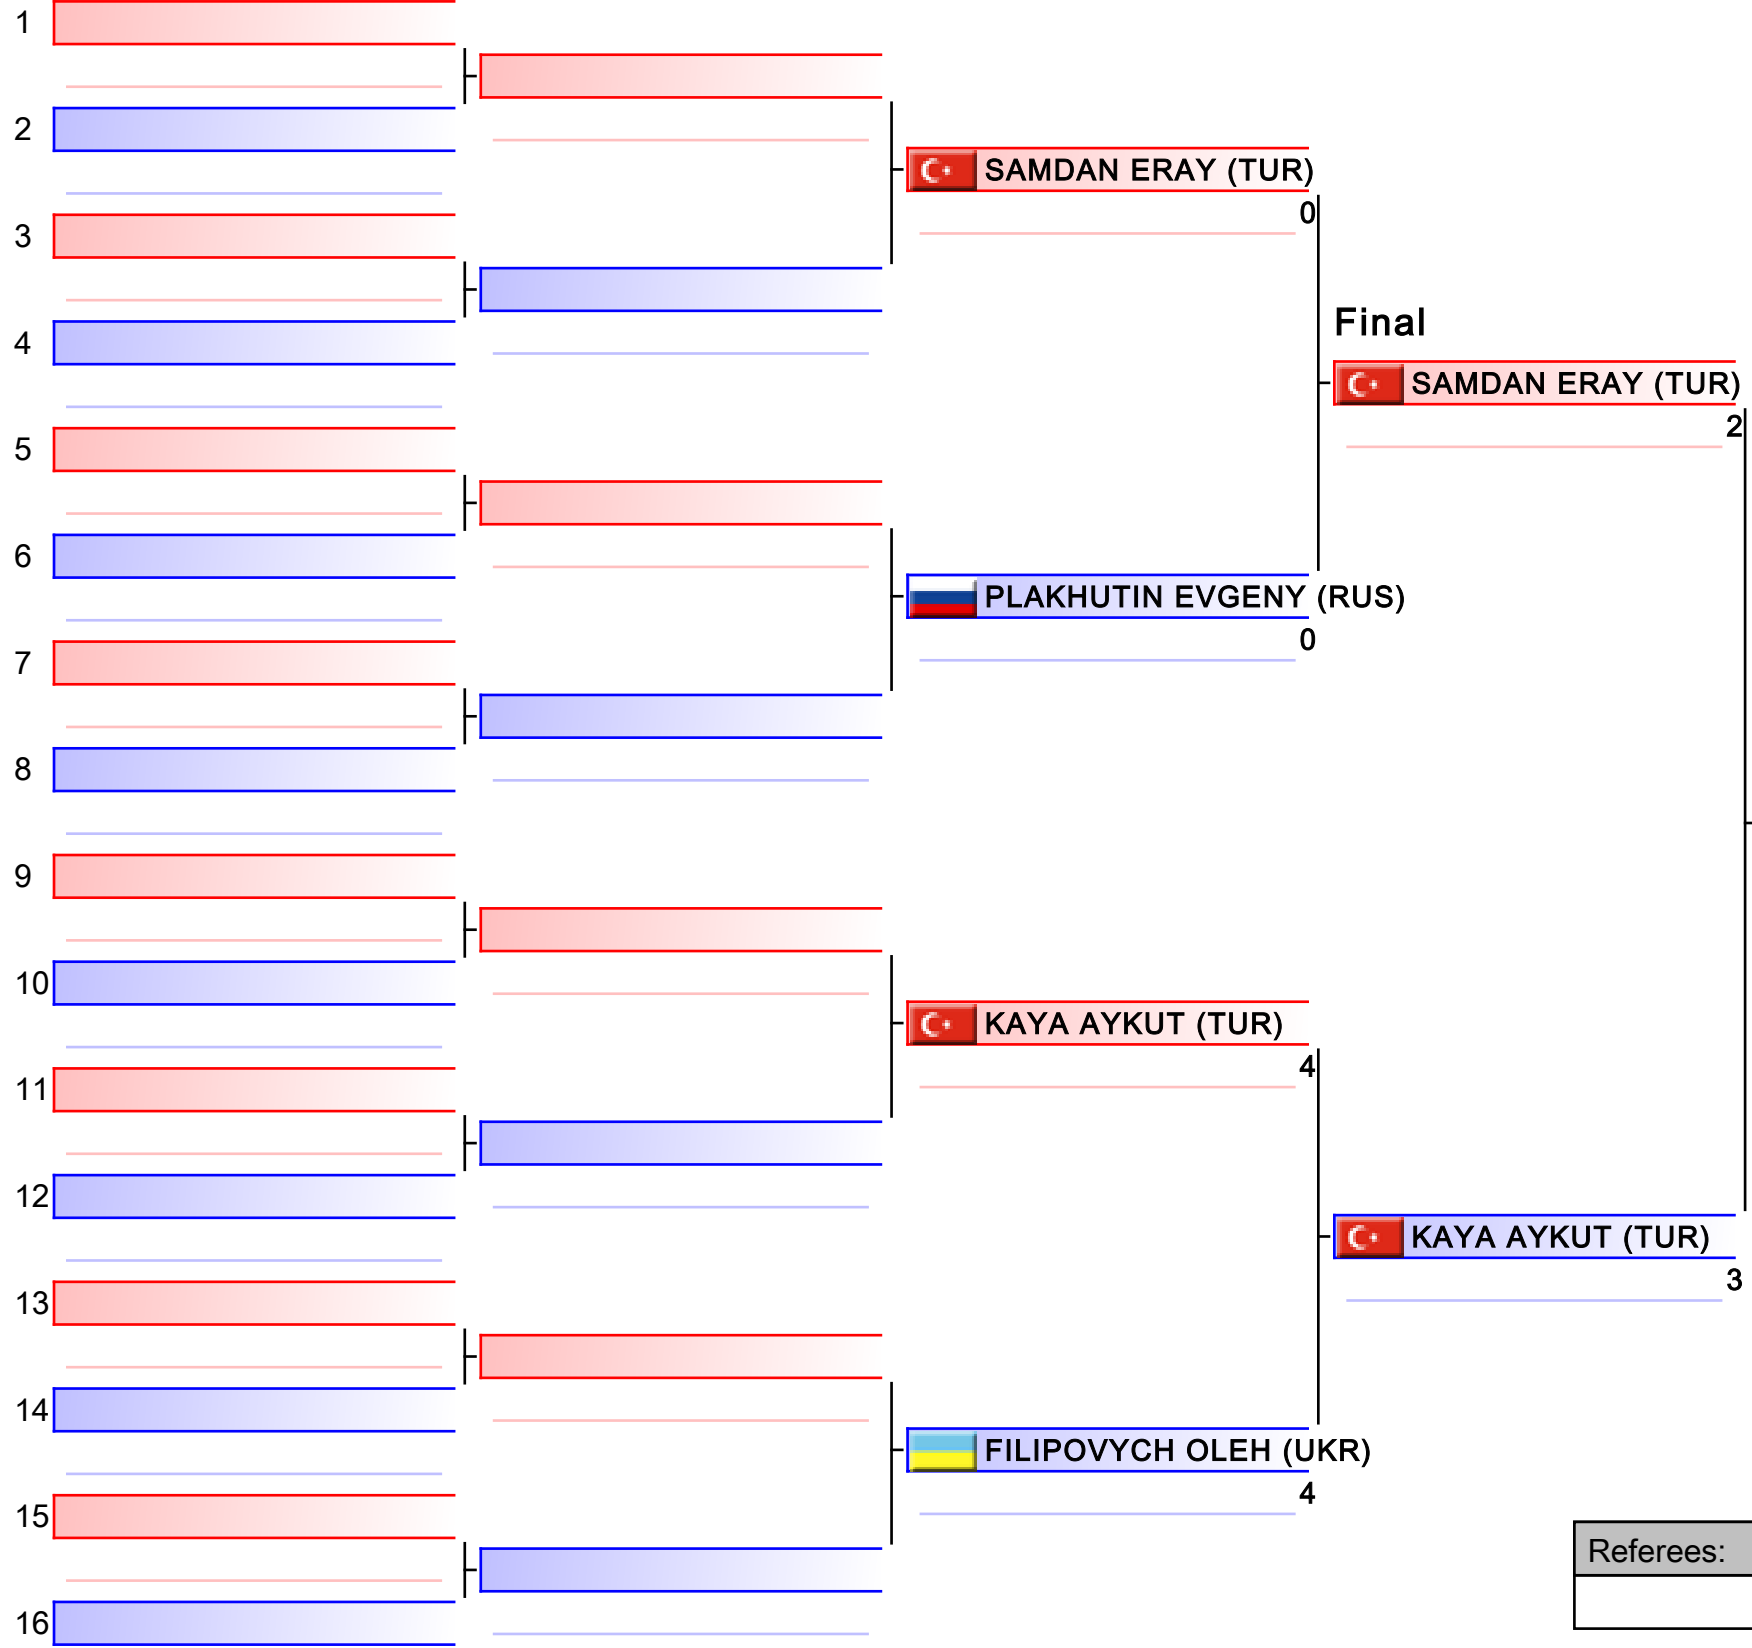 1
2
SAMDAN ERAY (TUR)
0
3
Final
4
SAMDAN ERAY (TUR)
2
5
6
PLAKHUTIN EVGENY (RUS)
0
7
8
9
10
KAYA AYKUT (TUR)
4
11
12
KAYA AYKUT (TUR)
3
13
14
FILIPOVYCH OLEH (UKR)
4
15
Referees:
16